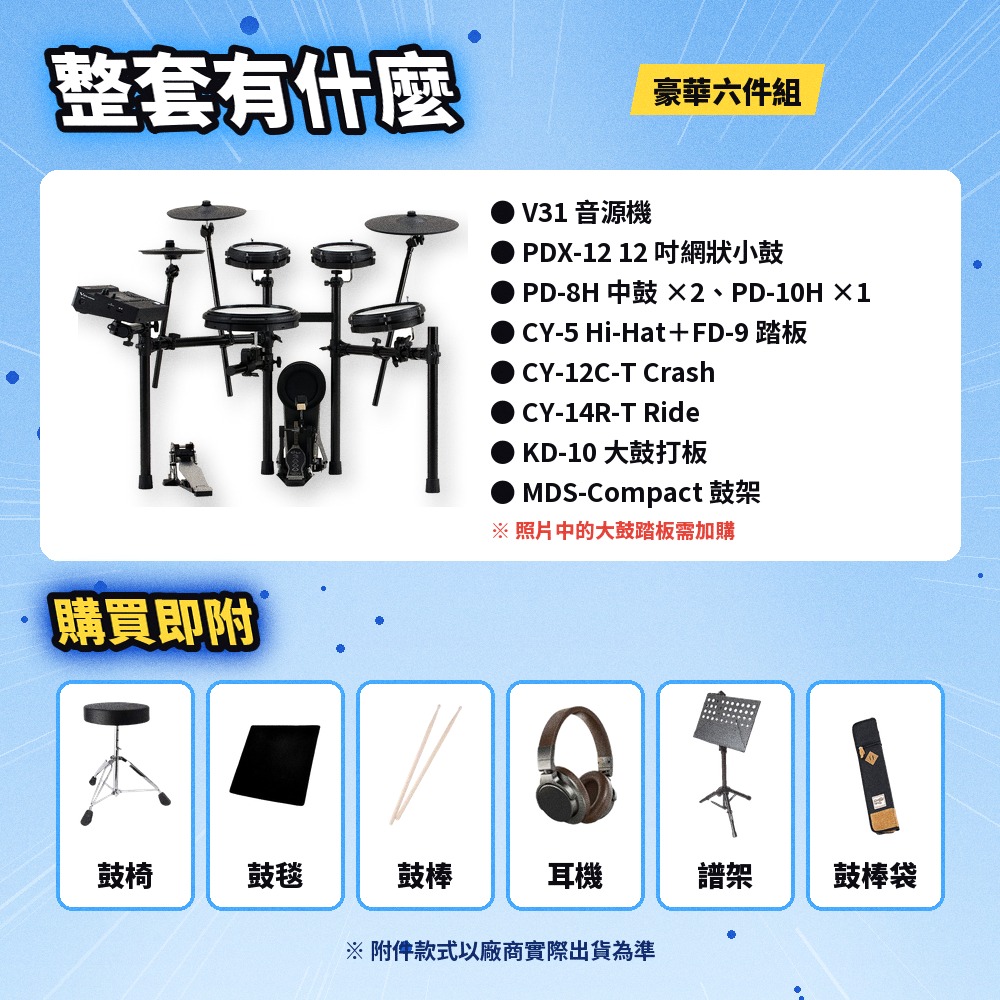 整套有什麼
豪華六件組
● V31 音源機
● PDX-12 12 吋網狀小鼓
● PD-8H 中鼓 ×2、PD-10H ×1
● CY-5 Hi-Hat＋FD-9 踏板
● CY-12C-T Crash
● CY-14R-T Ride
● KD-10 大鼓打板
● MDS-Compact 鼓架
※ 照片中的大鼓踏板需加購
購買即附
鼓椅
鼓毯
鼓棒
耳機
譜架
鼓棒袋
※ 附件款式以廠商實際出貨為準